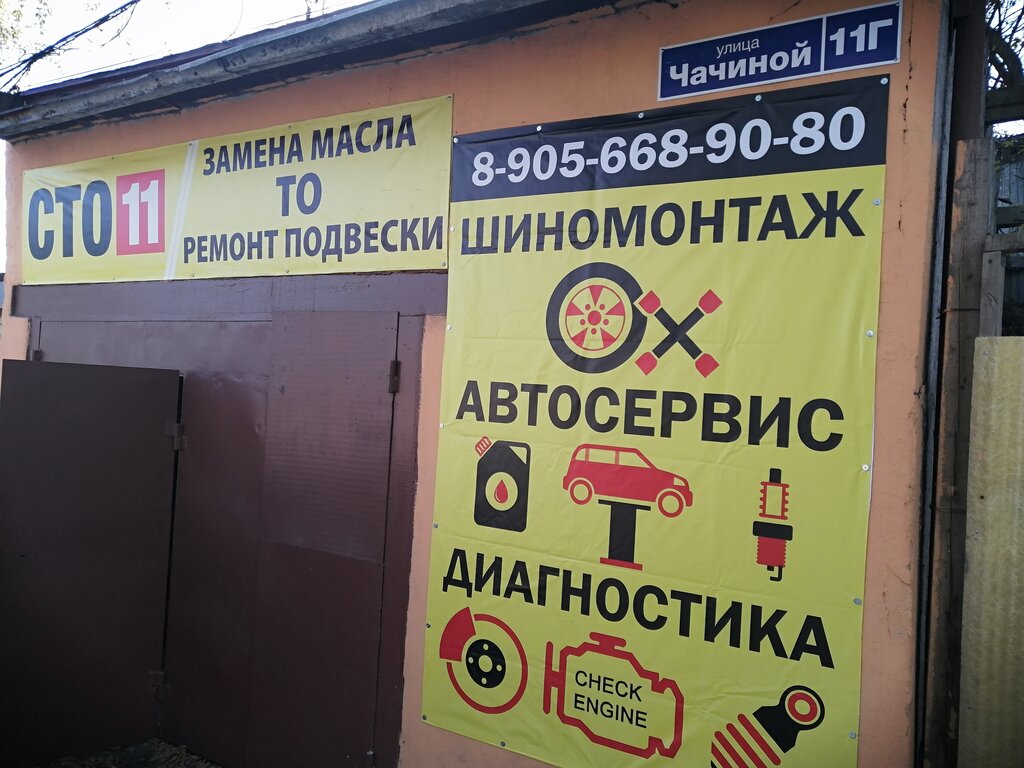 улица
Чачиной 11Г
СТО 11
ЗАМЕНА МАСЛА
ТО
РЕМОНТ ПОДВЕСКИ
8-905-668-90-80
ШИНОМОНТАЖ
АВТОСЕРВИС
ДИАГНОСТИКА
CHECK
ENGINE